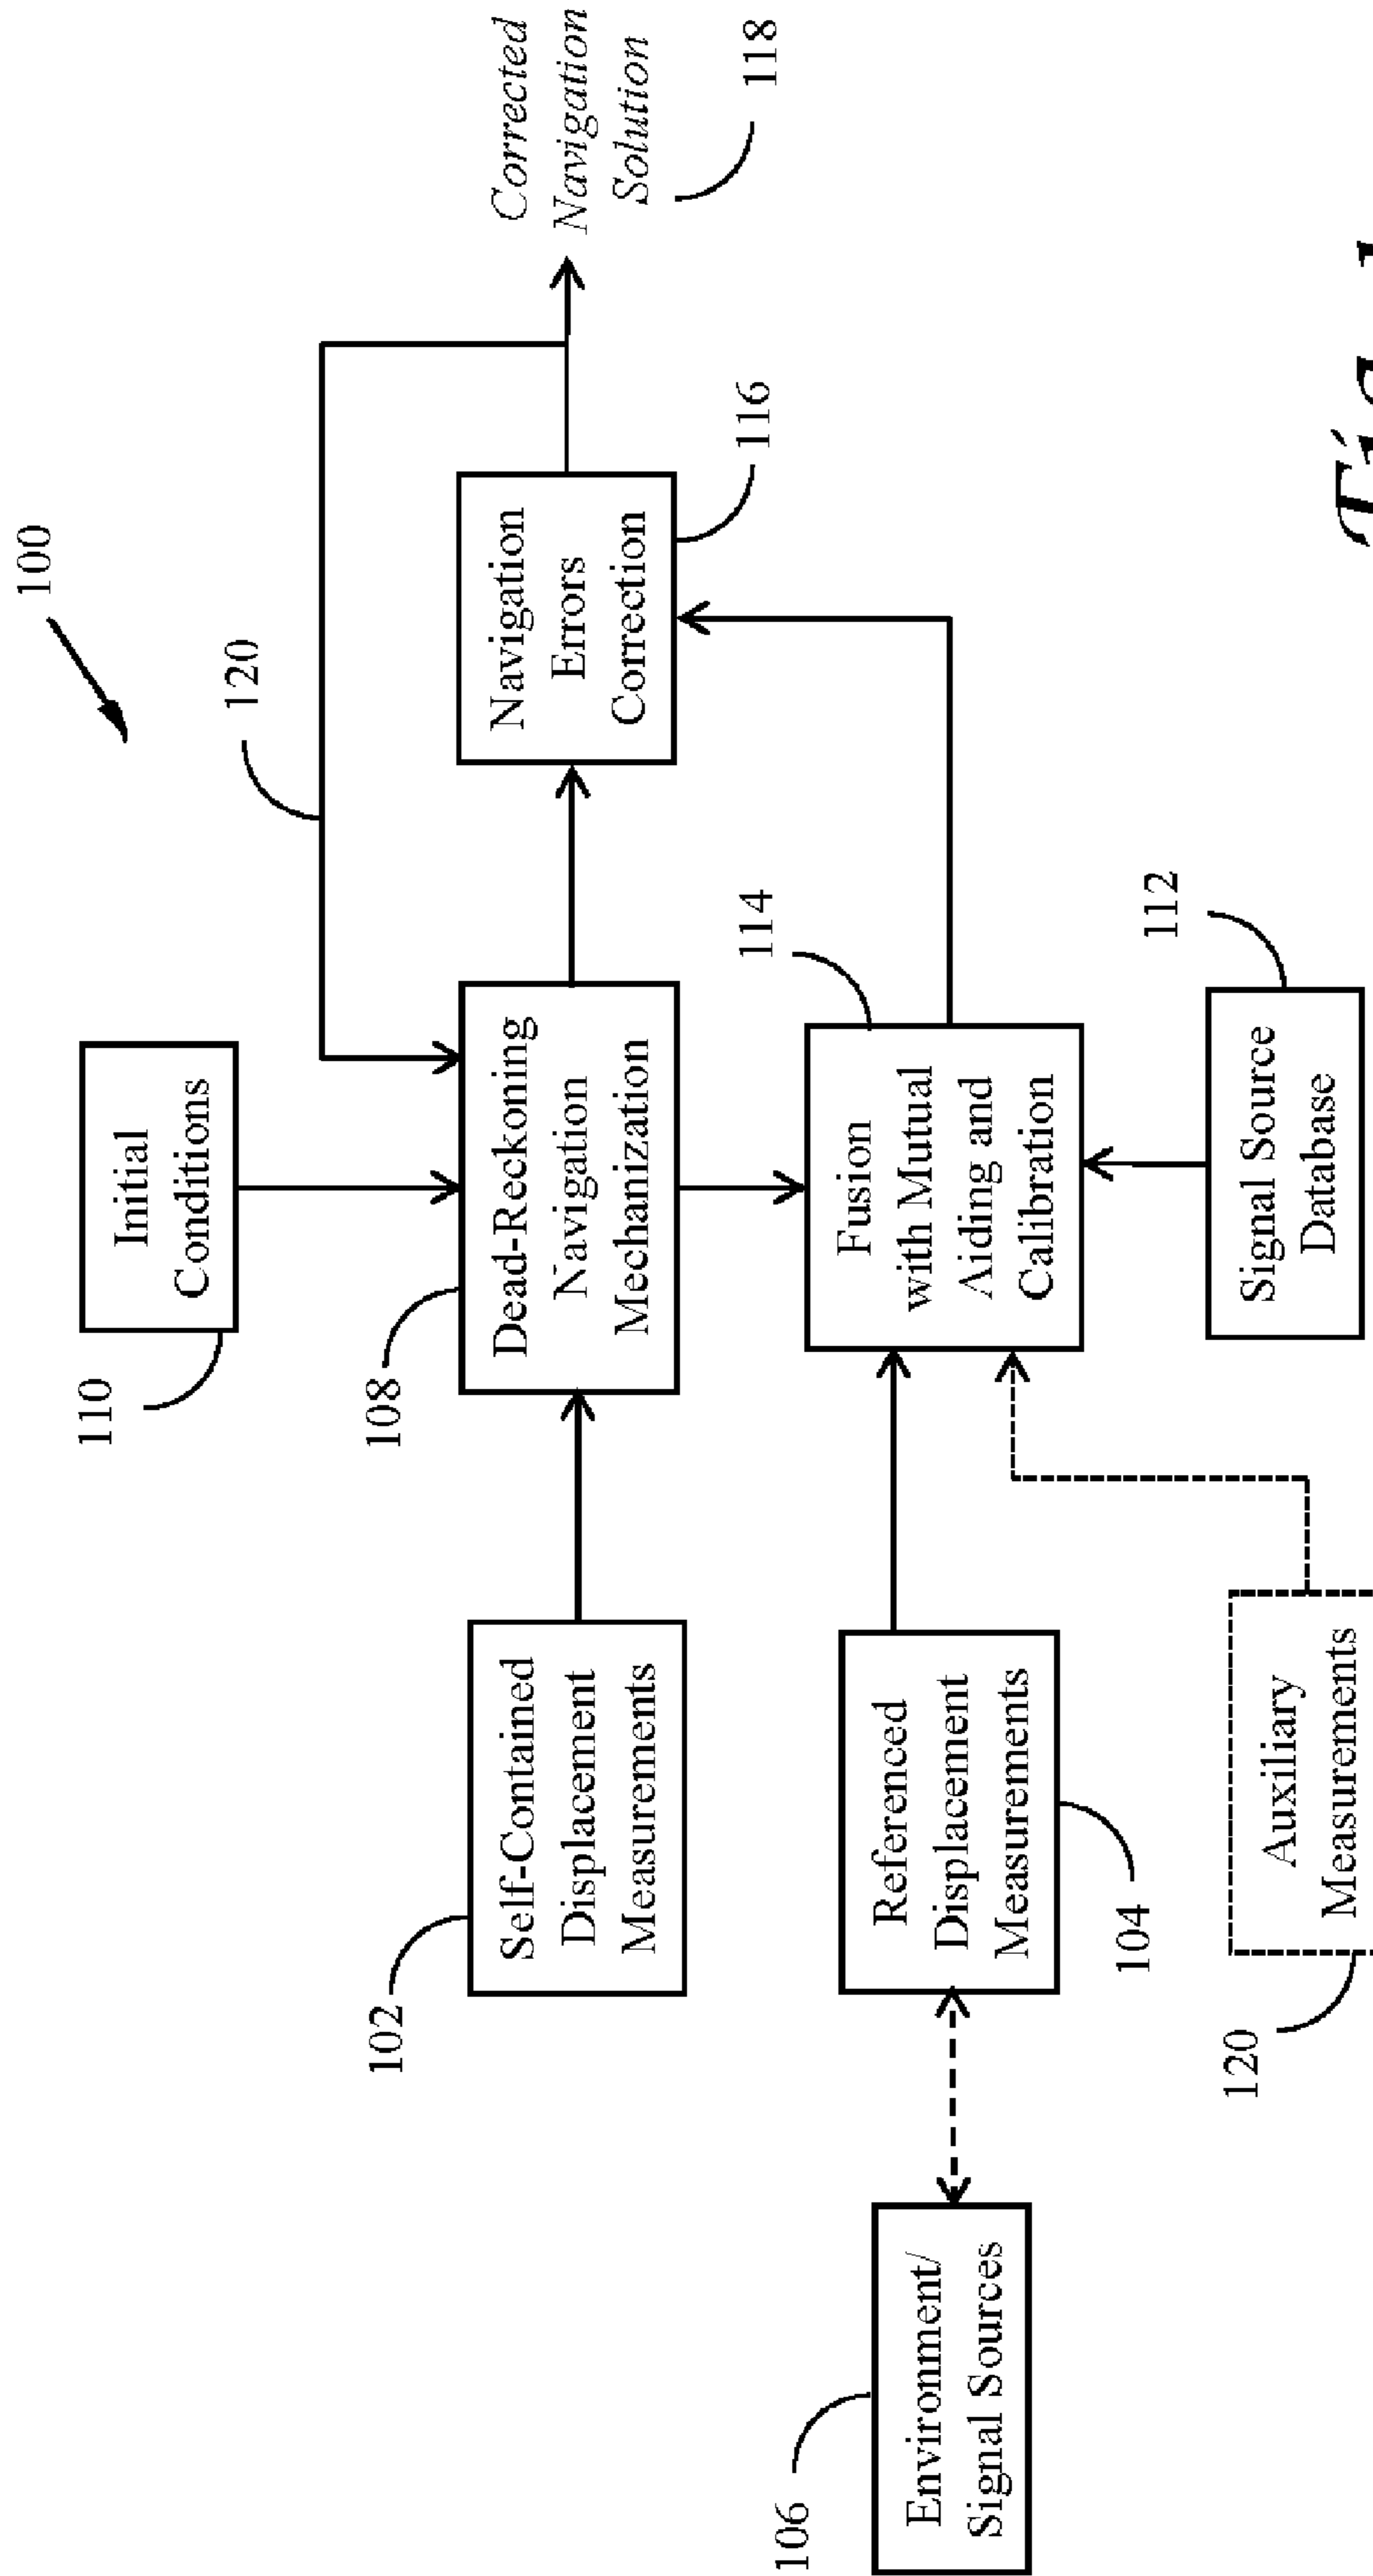 100
110
Initial
Conditions
120
102
Self-Contained
Displacement
Measurements
108
Dead-Reckoning
Navigation
Mechanization
Navigation
Errors
Correction
116
Corrected
Navigation
Solution
118
106
Environment/
Signal Sources
Referenced
Displacement
Measurements
104
114
Fusion
with Mutual
Aiding and
Calibration
120
Auxiliary
Measurements
Signal Source
Database
112